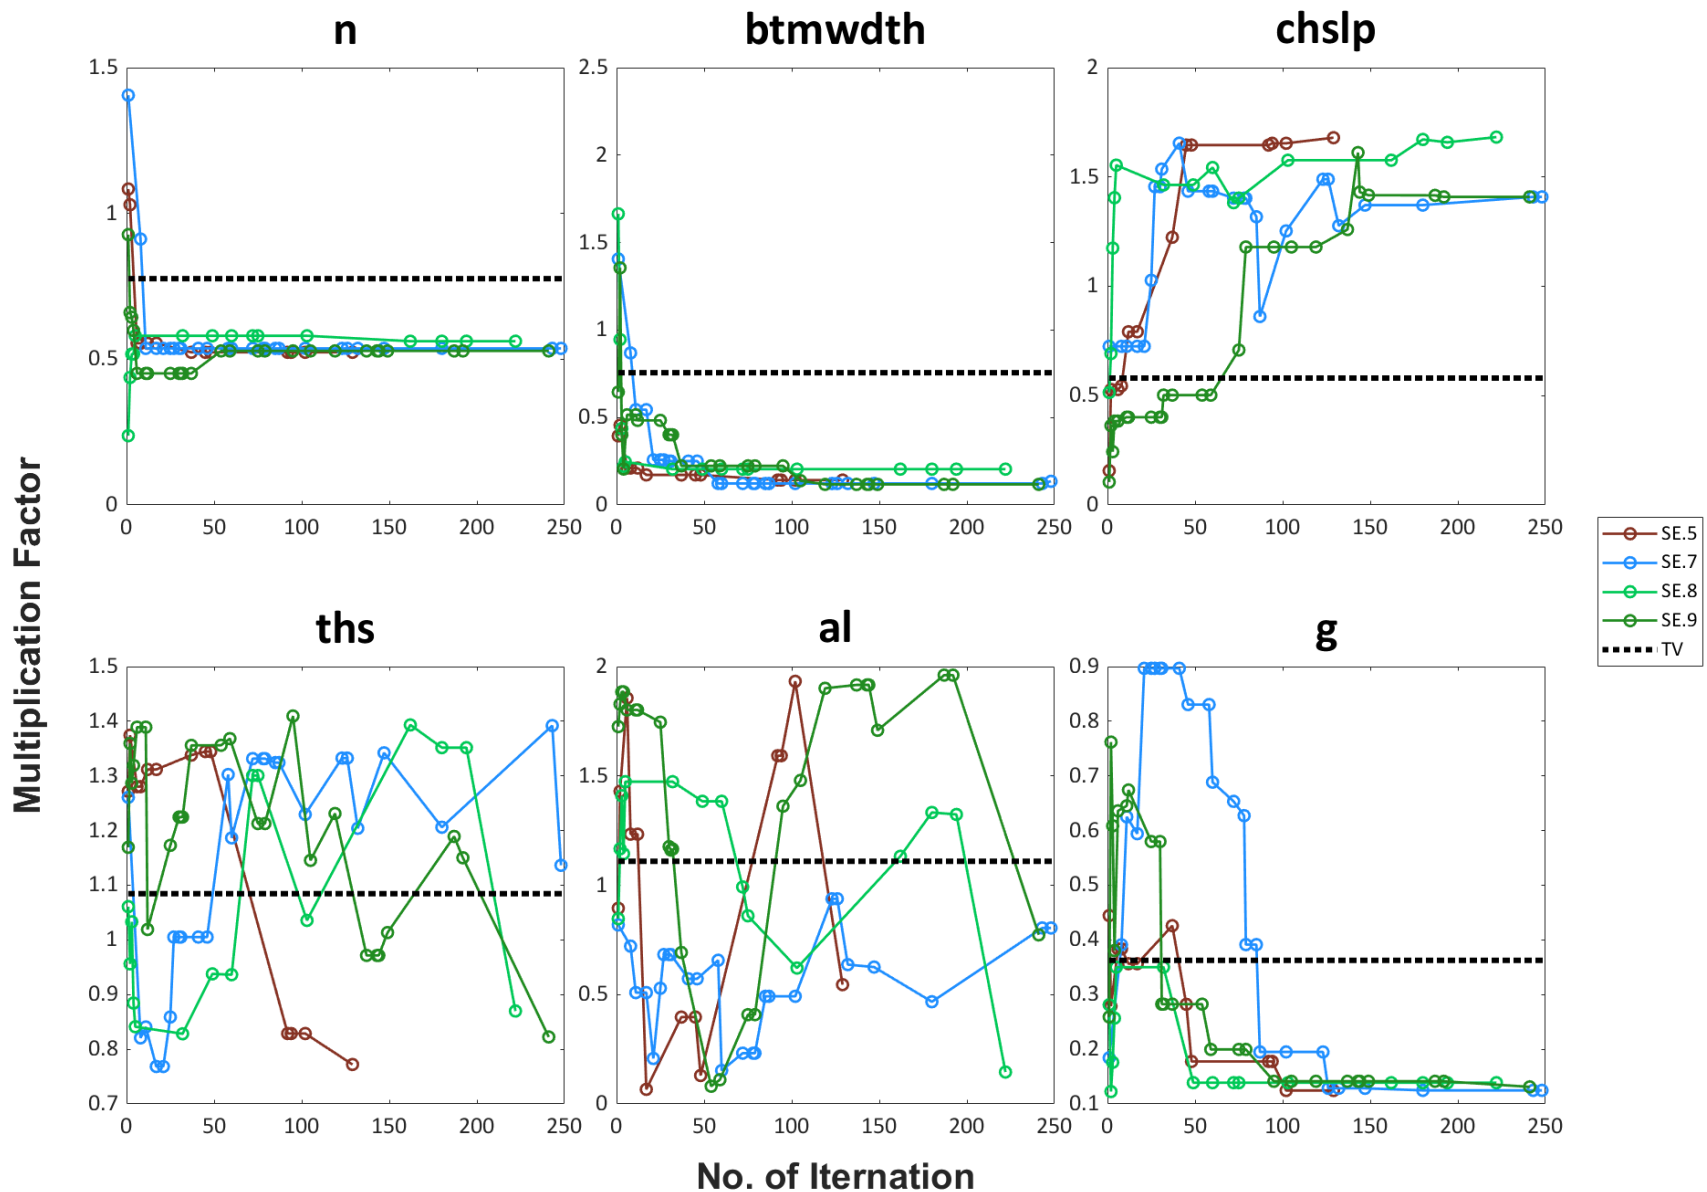 n btmwdth chslp
1.5 2.5 2
2
1 1.5 1.5
1 1
0.5 0.5 0.5
0 0 0
0 50 100 150 200 250 0 50 100 150 200 250 0 50 100 150 200 250
Multiplication Factor
SE.5
SE.7
SE.8
SE.9
TV
ths al g
1.5 2 0.9
1.4 0.8
1.3 1.5 0.7
1.2 0.6
1.1 1 0.5
1 0.4
0.9 0.5 0.3
0.8 0.2
0.7 0 0.1
0 50 100 150 200 250 0 50 100 150 200 250 0 50 100 150 200 250
No. of Iternation